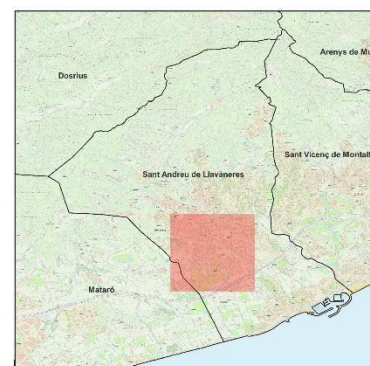 Arenys de Mu
Dosrius
Sant Vicenç de Montalt
Sant Andreu de Llavaneres
Mataró